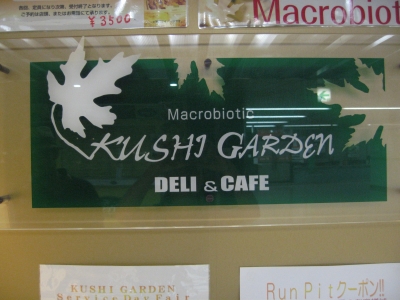 ¥3500
Macrobiot
Macrobiotic
KUSHI GARDEN
DELI & CAFE
KUSHI GARDEN
Service Day Fair
Run Pitクーポン!!